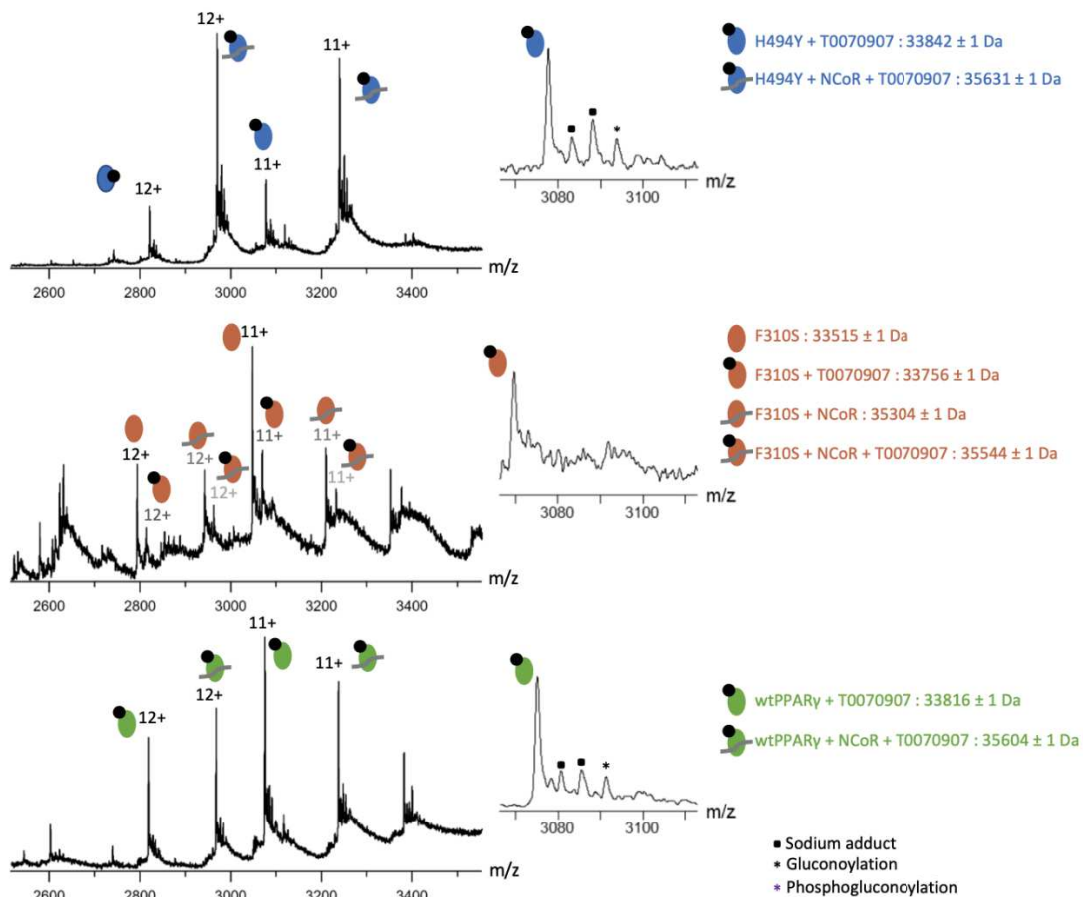 12+
11+
12+
11+
m/z
2600 2800 3000 3200 3400
3080 3100
m/z
H494Y + T0070907 : 33842 ± 1 Da
H494Y + NCoR + T0070907 : 35631 ± 1 Da
11+
12+
12+
11+
11+
12+
12+
11+
m/z
2600 2800 3000 3200 3400
3080 3100
m/z
F310S : 33515 ± 1 Da
F310S + T0070907 : 33756 ± 1 Da
F310S + NCoR : 35304 ± 1 Da
F310S + NCoR + T0070907 : 35544 ± 1 Da
11+
12+
12+
11+
m/z
2600 2800 3000 3200 3400
3080 3100
m/z
wtPPARγ + T0070907 : 33816 ± 1 Da
wtPPARγ + NCoR + T0070907 : 35604 ± 1 Da
■ Sodium adduct
* Gluconoylation
* Phosphogluconoylation